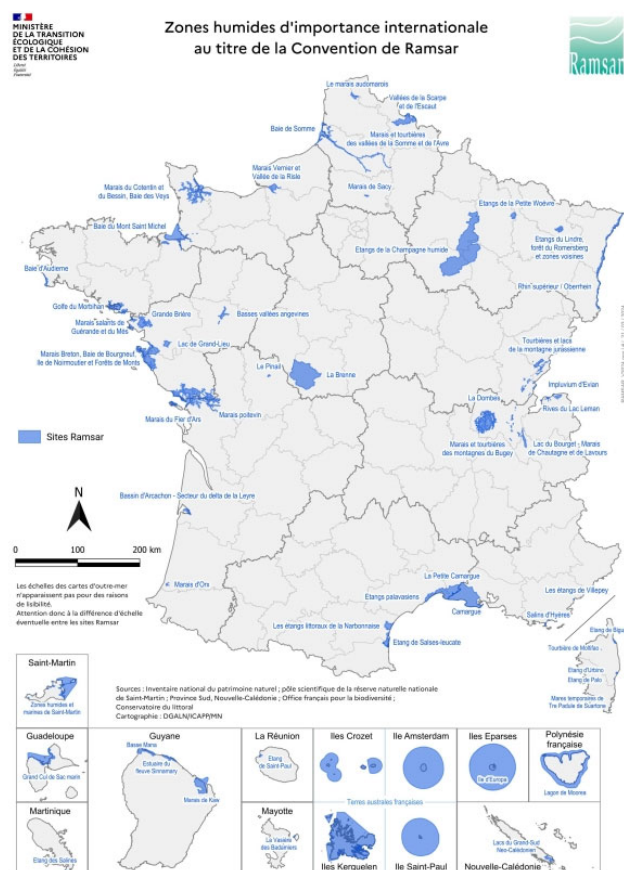 MINISTÈRE
DE LA TRANSITION
ÉCOLOGIQUE
ET DE LA COHÉSION
DES TERRITOIRES
Liberté
Égalité
Fraternité
Zones humides d'importance internationale
au titre de la Convention de Ramsar
Ramsar
Le marais audomarois
Vallées de la Scarpe
et de l'Escaut
Baie de Somme
Marais et tourbières
des vallées de la Somme et de l'Avre
Marais Vernier et
Vallée de la Risle
Marais de Sacy
Marais du Cotentin et
du Bessin, Baie des Veys
Etangs de la Petite Woëvre
Baie du Mont Saint Michel
Etangs du Lindre,
forêt du Romersberg
et zones voisines
Etangs de la Champagne humide
Baie d'Audierne
Rhin supérieur / Oberrhein
Golfe du Morbihan
Grande Brière
Basses vallées angevines
Marais salants de
Guérande et du Mès
Tourbières et lacs
de la montagne jurassienne
Lac de Grand-Lieu
Marais Breton, Baie de Bourgneuf,
Ile de Noirmoutier et Forêts de Monts
Le Pinail
La Brenne
Impluvium d'Evian
La Dombes
Rives du Lac Leman
Marais du Fier d'Ars
Marais poitevin
Sites Ramsar
Marais et tourbières
des montagnes du Bugey
Lac du Bourget - Marais
de Chautagne et de Lavours
N
Bassin d'Arcachon - Secteur du delta de la Leyre
0 100 200 km
Les échelles des cartes d'outre-mer
n'apparaissent pas pour des raisons
de lisibilité.
Attention donc à la différence d'échelle
éventuelle entre les sites Ramsar
Marais d'Orx
La Petite Camargue
Etangs palavasiens
Camargue
Les étangs de Villepey
Salins d'Hyères
Les étangs littoraux de la Narbonnaise
Etang de Salses-leucate
Etang de Biguglia
Tourbière de Moltifau
Etang d'Urbino
Etang de Palo
Mares temporaires de
Tre Padule de Suartone
Saint-Martin
Zones humides et
marines de Saint-Martin
Sources : Inventaire national du patrimoine naturel ; pôle scientifique de la réserve naturelle nationale
de Saint-Martin ; Province Sud, Nouvelle-Calédonie ; Office français pour la biodiversité ;
Conservatoire du littoral
Cartographie : DGALN/ICAPP/MN
Guadeloupe
Grand Cul de Sac marin
Guyane
Basse Mana
Estuaire du
fleuve Sinnamary
Marais de Kaw
La Réunion
Etang
de Saint-Paul
Iles Crozet
Ile Amsterdam
Iles Eparses
Ile d'Europa
Polynésie
française
Lagon de Moorea
Terres australes françaises
Martinique
Etang des Salines
Mayotte
La Vasière
des Badamiers
Iles Kerguelen
Ile Saint-Paul
Lacs du Grand-Sud
Néo-Calédonien
Nouvelle-Calédonie